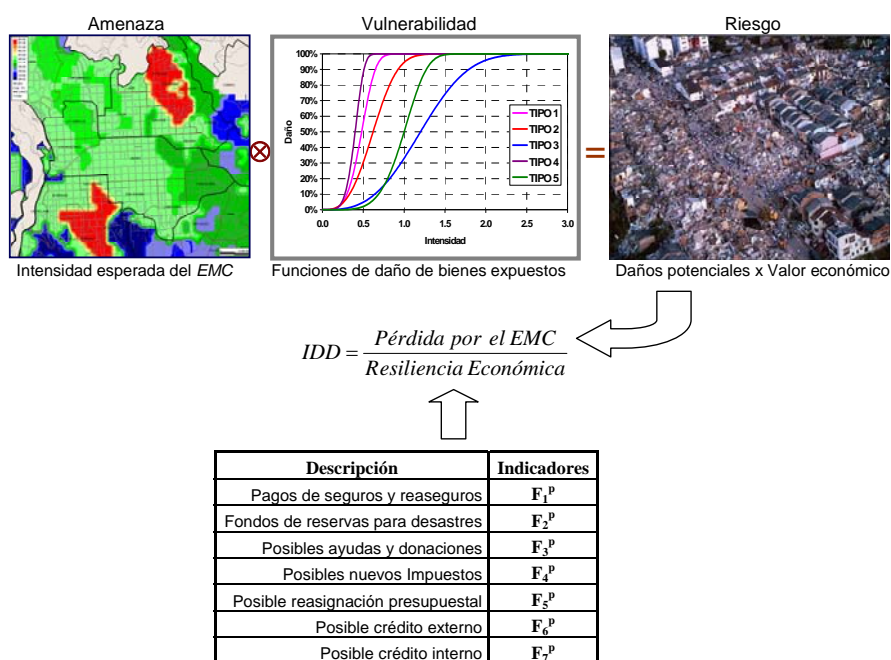 Amenaza
Vulnerabilidad
Riesgo
100%
90%
80%
70%
60%
50%
40%
30%
20%
10%
0%
Daño
TIPO 1
TIPO 2
TIPO 3
TIPO 4
TIPO 5
0.0 0.5 1.0 1.5 2.0 2.5 3.0
Intensidad
AP
⊗
=
Intensidad esperada del EMC
Funciones de daño de bienes expuestos
Daños potenciales x Valor económico
IDD = Pérdida por el EMC
Resiliencia Económica
Descripción Indicadores
Pagos de seguros y reaseguros F₁ᵖ
Fondos de reservas para desastres F₂ᵖ
Posibles ayudas y donaciones F₃ᵖ
Posibles nuevos Impuestos F₄ᵖ
Posible reasignación presupuestal F₅ᵖ
Posible crédito externo F₆ᵖ
Posible crédito interno F₇ᵖ